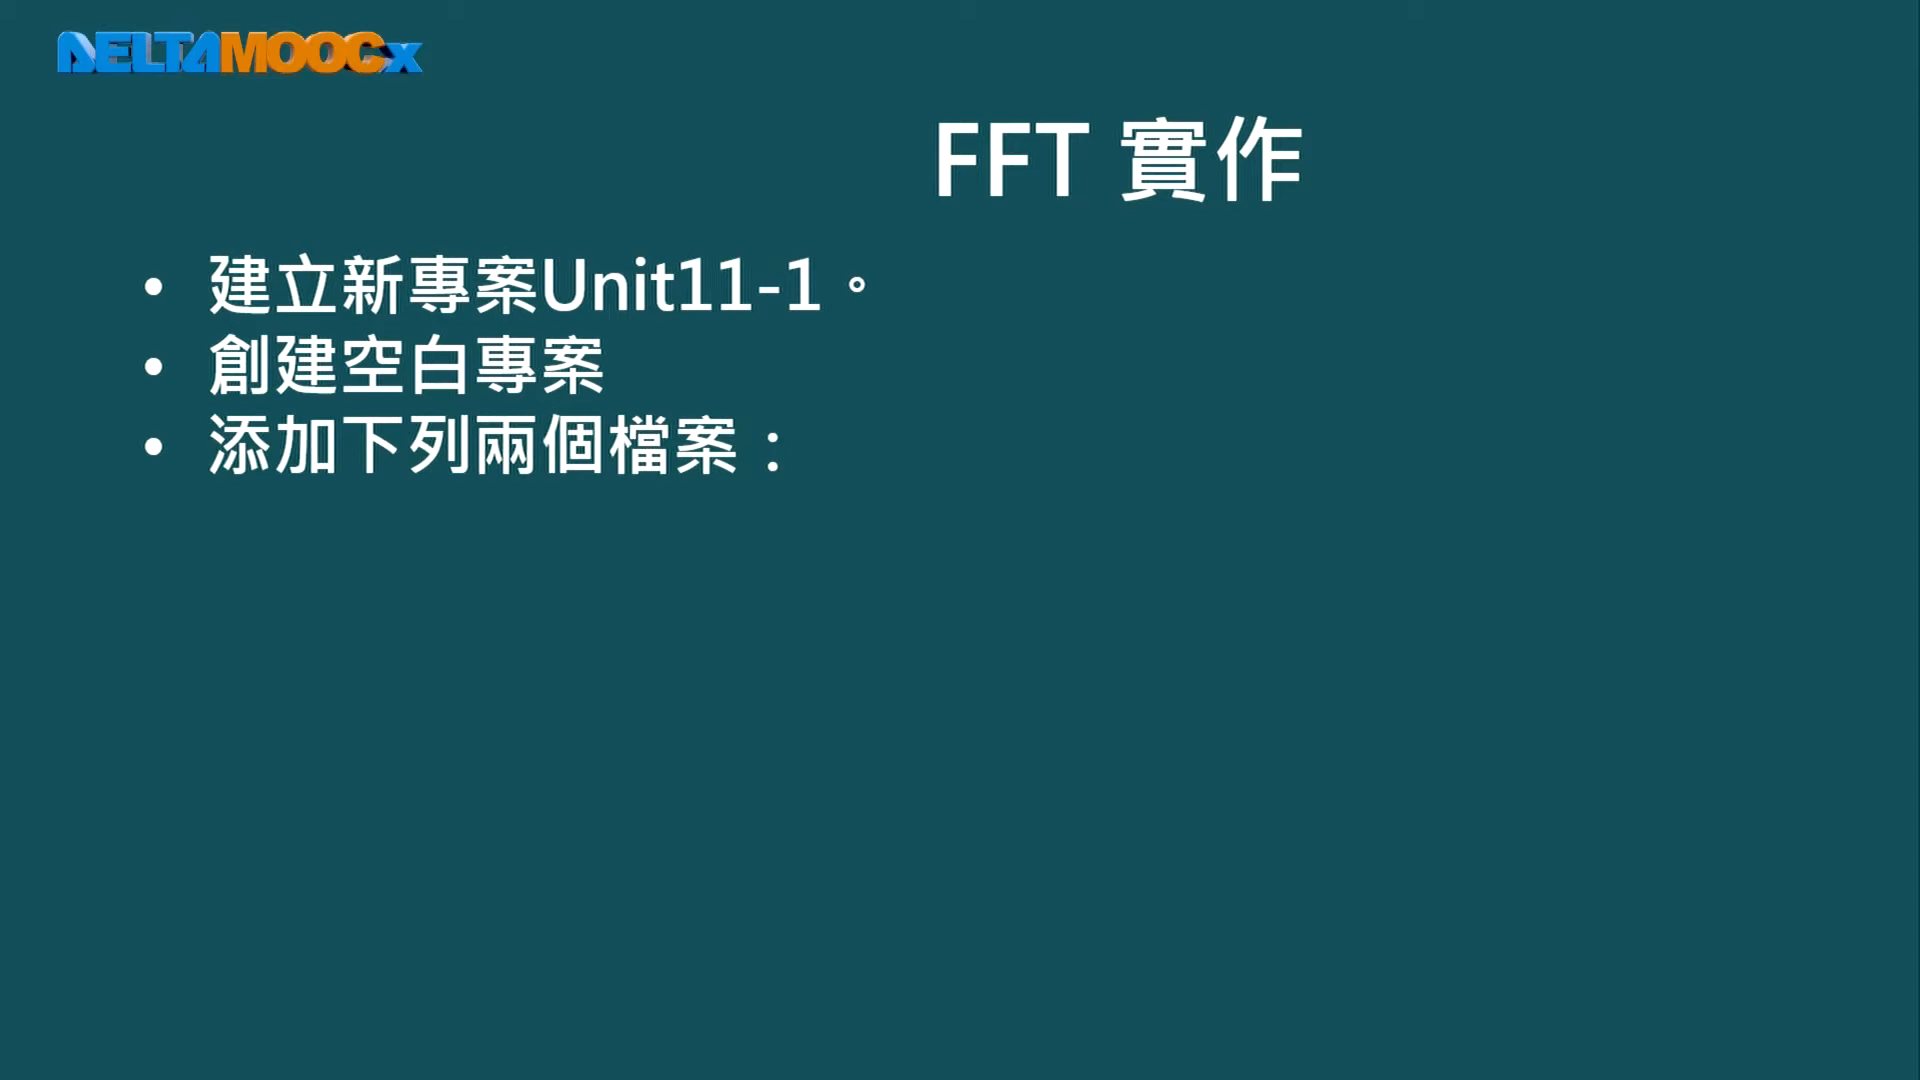 DELTAMOOCx
FFT 實作
• 建立新專案Unit11-1。
• 創建空白專案
• 添加下列兩個檔案：